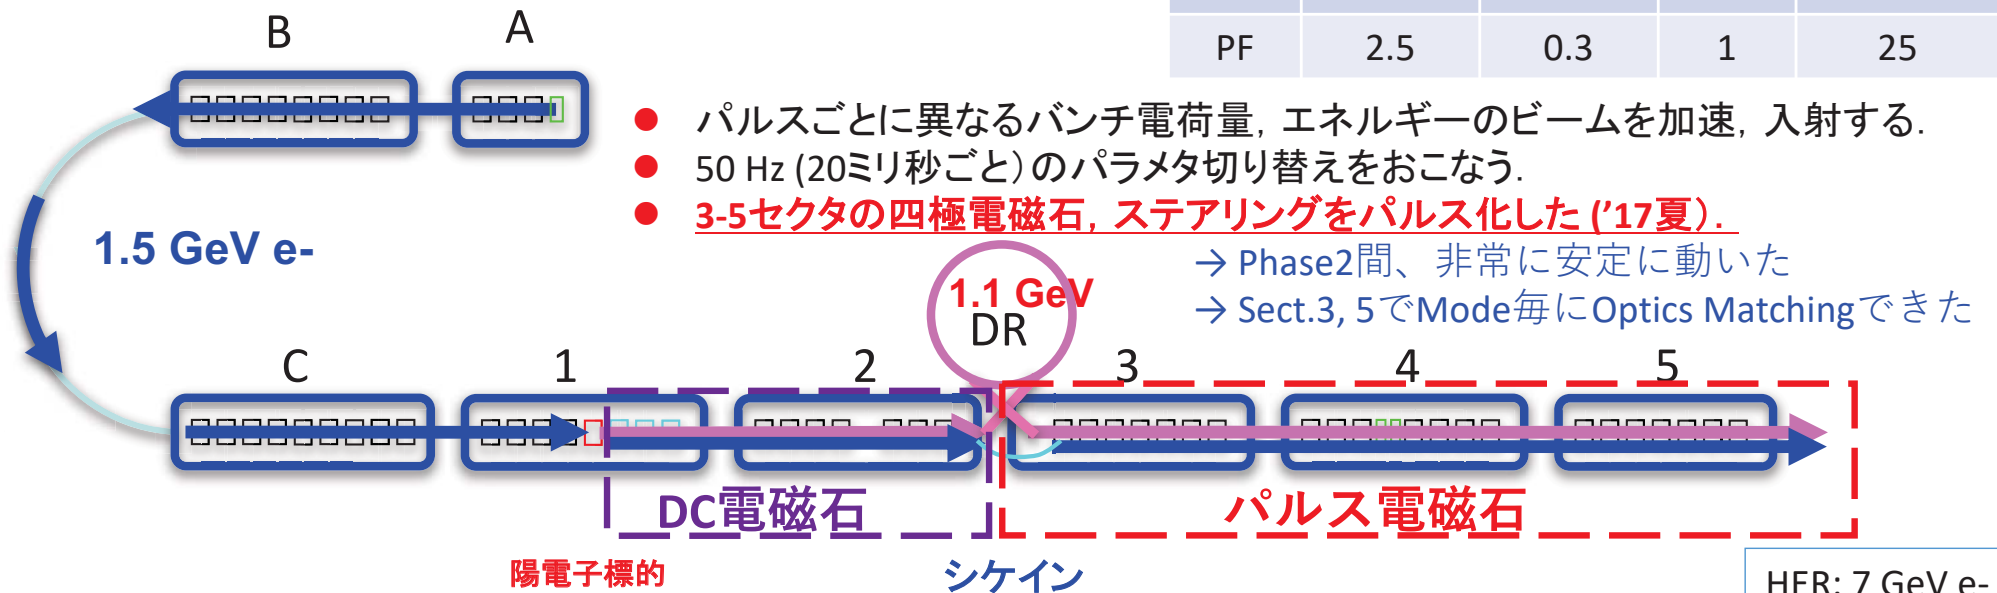 PF 2.5 0.3 1 25
B A
● パルスごとに異なるバンチ電荷量, エネルギーのビームを加速, 入射する.
● 50 Hz (20ミリ秒ごと)のパラメタ切り替えをおこなう.
● 3-5セクタの四極電磁石, ステアリングをパルス化した ('17夏).
→ Phase2間、非常に安定に動いた
→ Sect.3, 5でMode毎にOptics Matchingできた
1.5 GeV e-
1.1 GeV
DR
C 1 2 3 4 5
DC電磁石 パルス電磁石
陽電子標的 シケイン
HER: 7 GeV e-